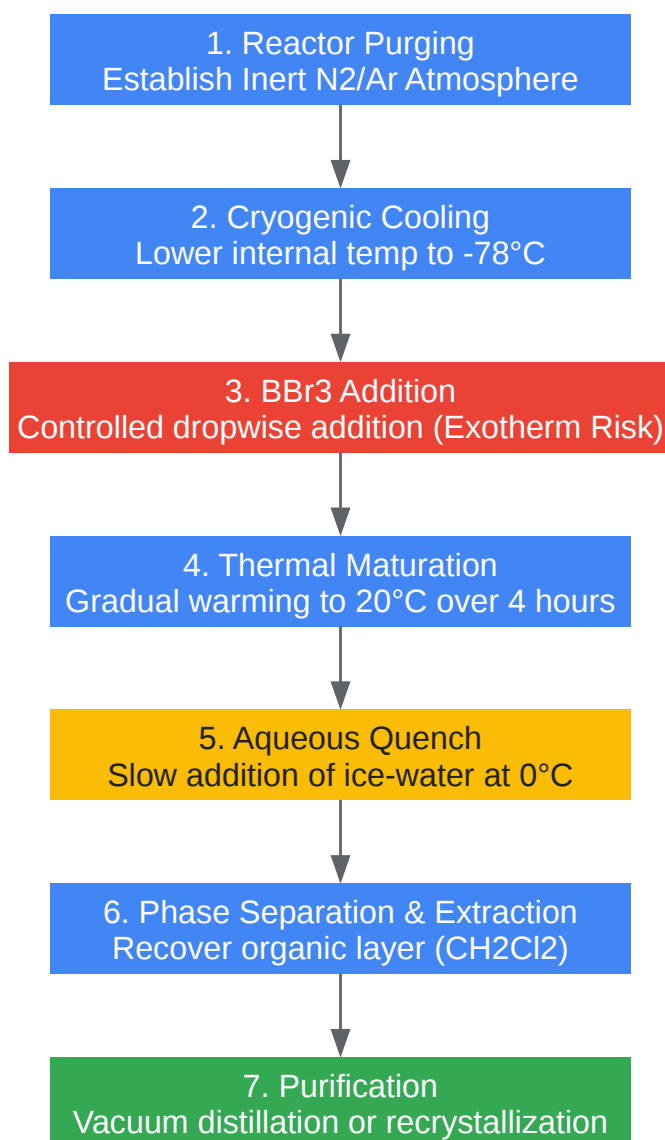 1. Reactor Purging
Establish Inert N2/Ar Atmosphere
2. Cryogenic Cooling
Lower internal temp to -78°C
3. BBr3 Addition
Controlled dropwise addition (Exotherm Risk)
4. Thermal Maturation
Gradual warming to 20°C over 4 hours
5. Aqueous Quench
Slow addition of ice-water at 0°C
6. Phase Separation & Extraction
Recover organic layer (CH2Cl2)
7. Purification
Vacuum distillation or recrystallization